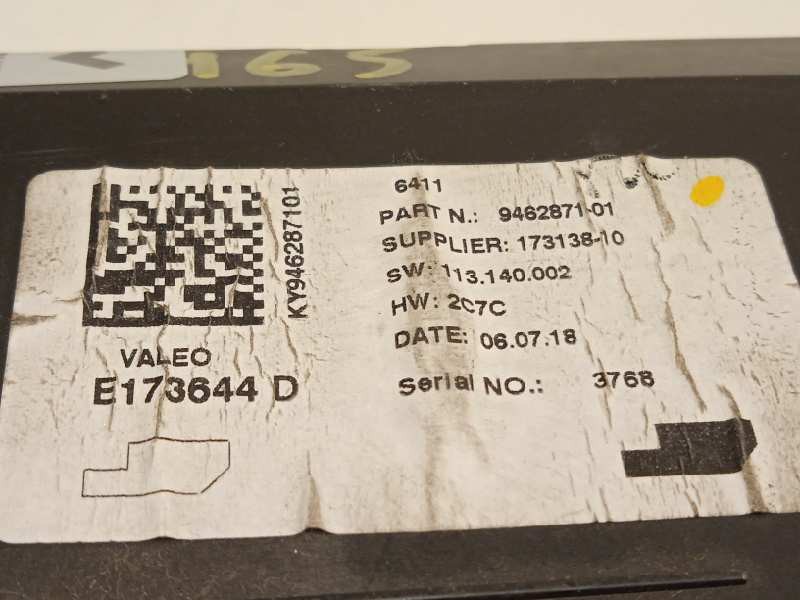 165
6411
PART N.: 9462871-01
SUPPLIER: 173138-10
SW: 113.140.002
HW: 2C7C
DATE: 06.07.18
Serial NO.: 3768
KY946287101
VALEO
E173644 D